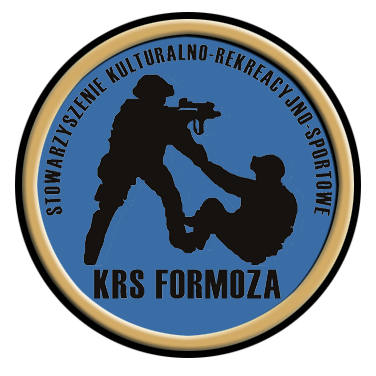 STOWARZYSZENIE KULTURALNO-REKREACYJNO-SPORTOWE
KRS FORMOZA